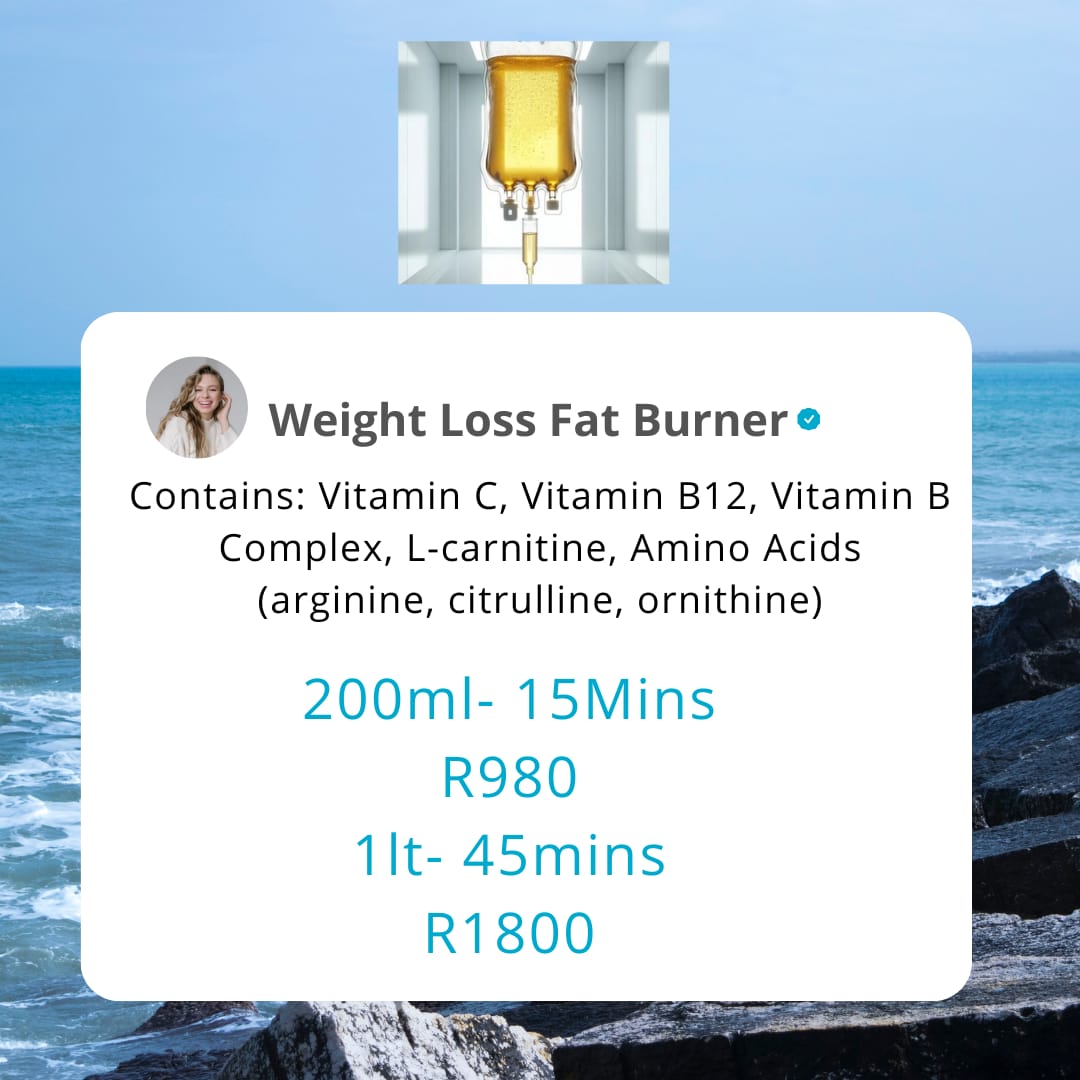 Weight Loss Fat Burner
Contains: Vitamin C, Vitamin B12, Vitamin B
Complex, L-carnitine, Amino Acids
(arginine, citrulline, ornithine)
200ml- 15Mins
R980
1lt- 45mins
R1800